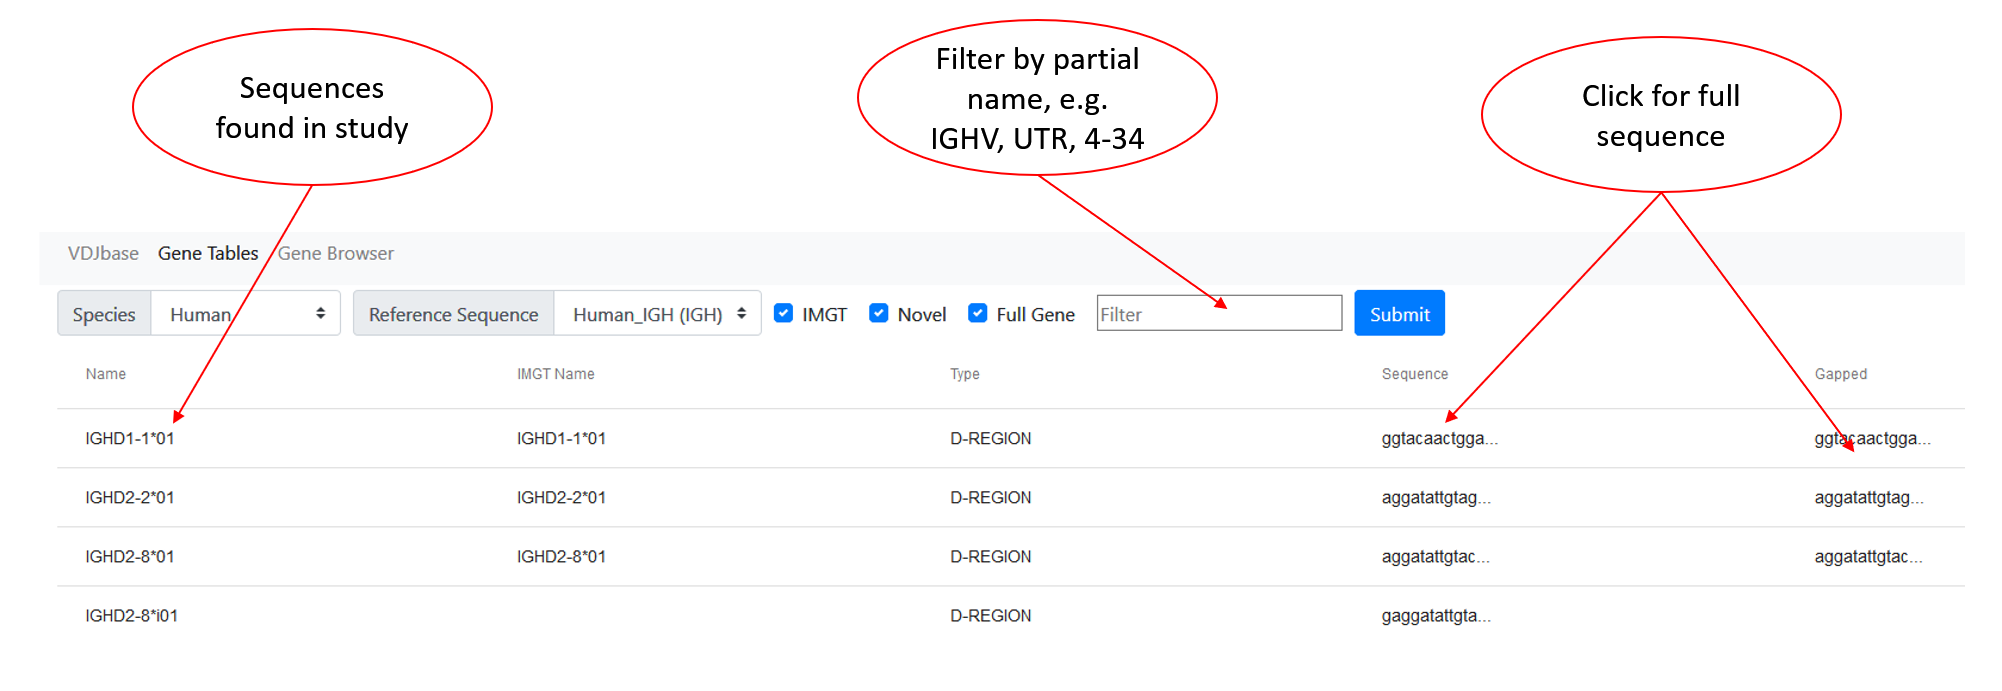 Sequences
found in study
Filter by partial
name, e.g.
IGHV, UTR, 4-34
Click for full
sequence
VDJbase Gene Tables Gene Browser
Species Human Reference Sequence Human_IGH (IGH) IMGT Novel Full Gene Filter Submit
Name IMGT Name Type Sequence Gapped
IGHD1-1*01 IGHD1-1*01 D-REGION ggtacaactgga... ggtacaactgga...
IGHD2-2*01 IGHD2-2*01 D-REGION aggatattgtag... aggatattgtag...
IGHD2-8*01 IGHD2-8*01 D-REGION aggatattgtac... aggatattgtac...
IGHD2-8*i01 D-REGION gaggatattgta...